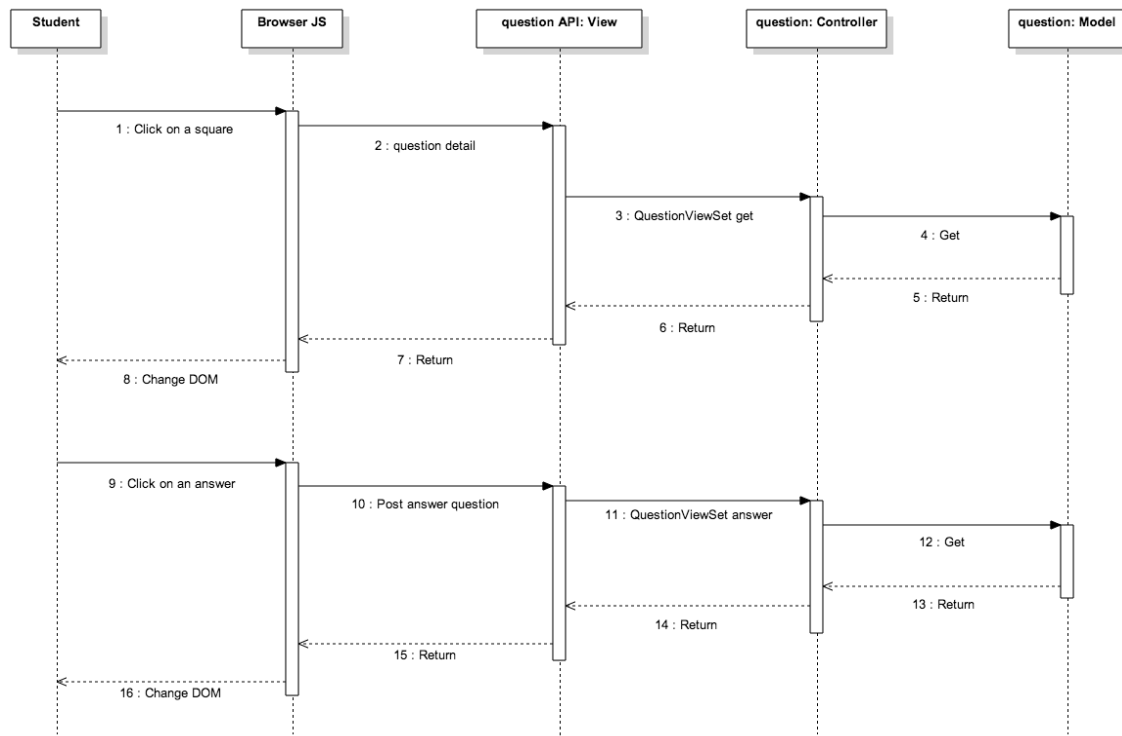 Student
Browser JS
question API: View
question: Controller
question: Model
1 : Click on a square
2 : question detail
3 : QuestionViewSet get
4 : Get
5 : Return
6 : Return
7 : Return
8 : Change DOM
9 : Click on an answer
10 : Post answer question
11 : QuestionViewSet answer
12 : Get
13 : Return
14 : Return
15 : Return
16 : Change DOM